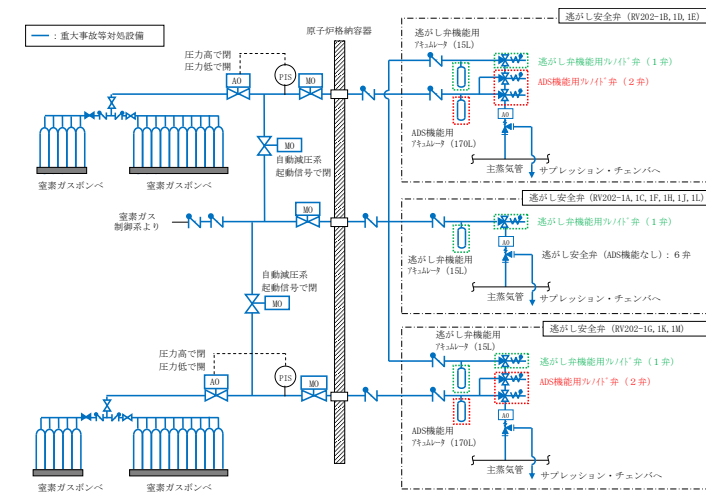 ── ：重大事故等対処設備
圧力高で閉
圧力低で開
AO
PIS
MO
原子炉格納容器
窒素ガスボンベ
窒素ガスボンベ
MO
自動減圧系
起動信号で閉
窒素ガス
制御系より
MO
自動減圧系
起動信号で閉
MO
圧力高で閉
圧力低で開
AO
PIS
MO
窒素ガスボンベ
窒素ガスボンベ
逃がし安全弁（RV202-1B, 1D, 1E）
逃がし弁機能用
アキュムレータ（15L）
逃がし弁機能用ソレノイド弁（１弁）
ADS機能用ソレノイド弁（２弁）
ADS機能用
アキュムレータ（170L）
AO
主蒸気管
サプレッション・チェンバへ
逃がし安全弁（RV202-1A, 1C, 1F, 1H, 1J, 1L）
逃がし弁機能用ソレノイド弁（１弁）
逃がし弁機能用
アキュムレータ（15L）
AO
逃がし安全弁（ADS機能なし）：６弁
主蒸気管
サプレッション・チェンバへ
逃がし安全弁（RV202-1G, 1K, 1M）
逃がし弁機能用
アキュムレータ（15L）
逃がし弁機能用ソレノイド弁（１弁）
ADS機能用ソレノイド弁（２弁）
ADS機能用
アキュムレータ（170L）
AO
主蒸気管
サプレッション・チェンバへ